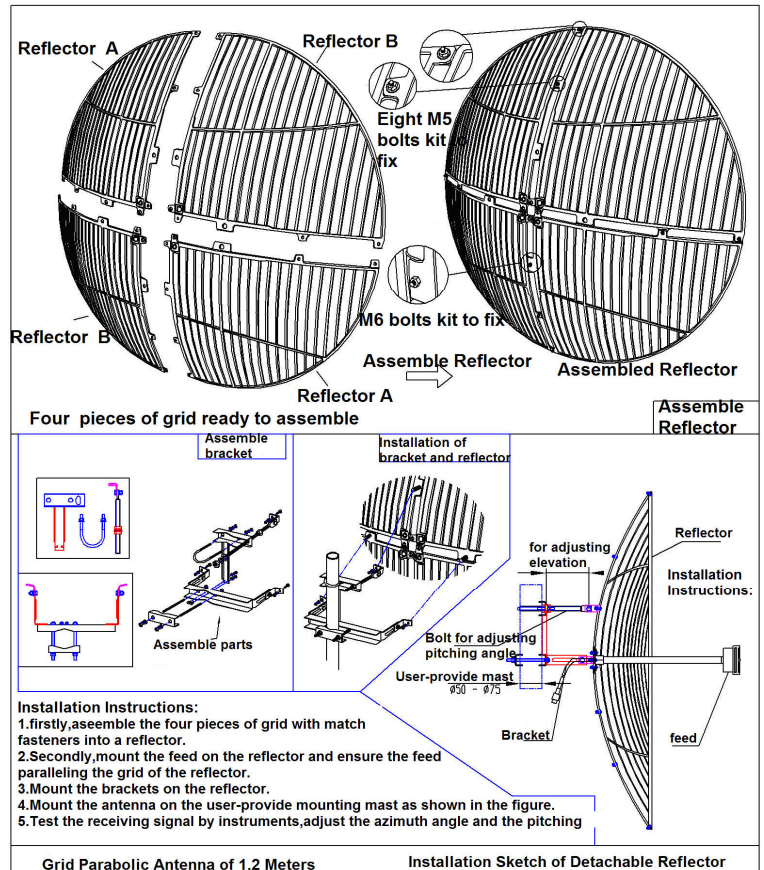 Reflector A
Reflector B
Eight M5
bolts kit to
fix
Reflector B
M6 bolts kit to fix
Assemble Reflector
Assembled Reflector
Reflector A
Four pieces of grid ready to assemble
Assemble
Reflector
Assemble
bracket
Installation of
bracket and reflector
Assemble parts
for adjusting
elevation
Reflector
Installation
Instructions:
Bolt for adjusting
pitching angle
User-provide mast
Ø50 - Ø75
Bracket
feed
Installation Instructions:
1.firstly,aseemble the four pieces of grid with match
fasteners into a reflector.
2.Secondly,mount the feed on the reflector and ensure the feed
paralleling the grid of the reflector.
3.Mount the brackets on the reflector.
4.Mount the antenna on the user-provide mounting mast as shown in the figure.
5.Test the receiving signal by instruments,adjust the azimuth angle and the pitching
Grid Parabolic Antenna of 1.2 Meters
Installation Sketch of Detachable Reflector